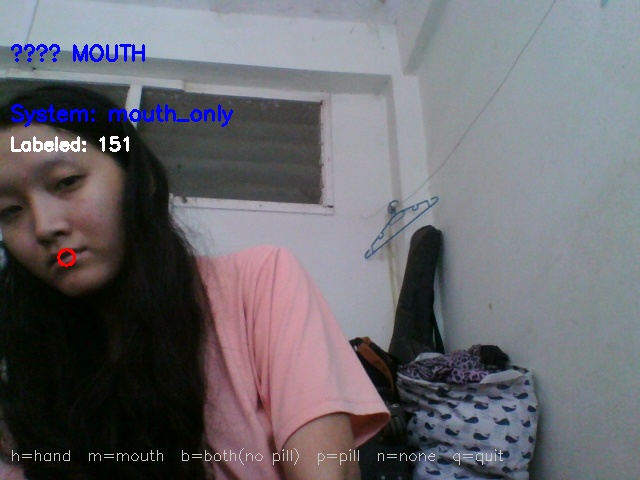 ???? MOUTH
System: mouth_only
Labeled: 151
h=hand m=mouth b=both(no pill) p=pill n=none q=quit